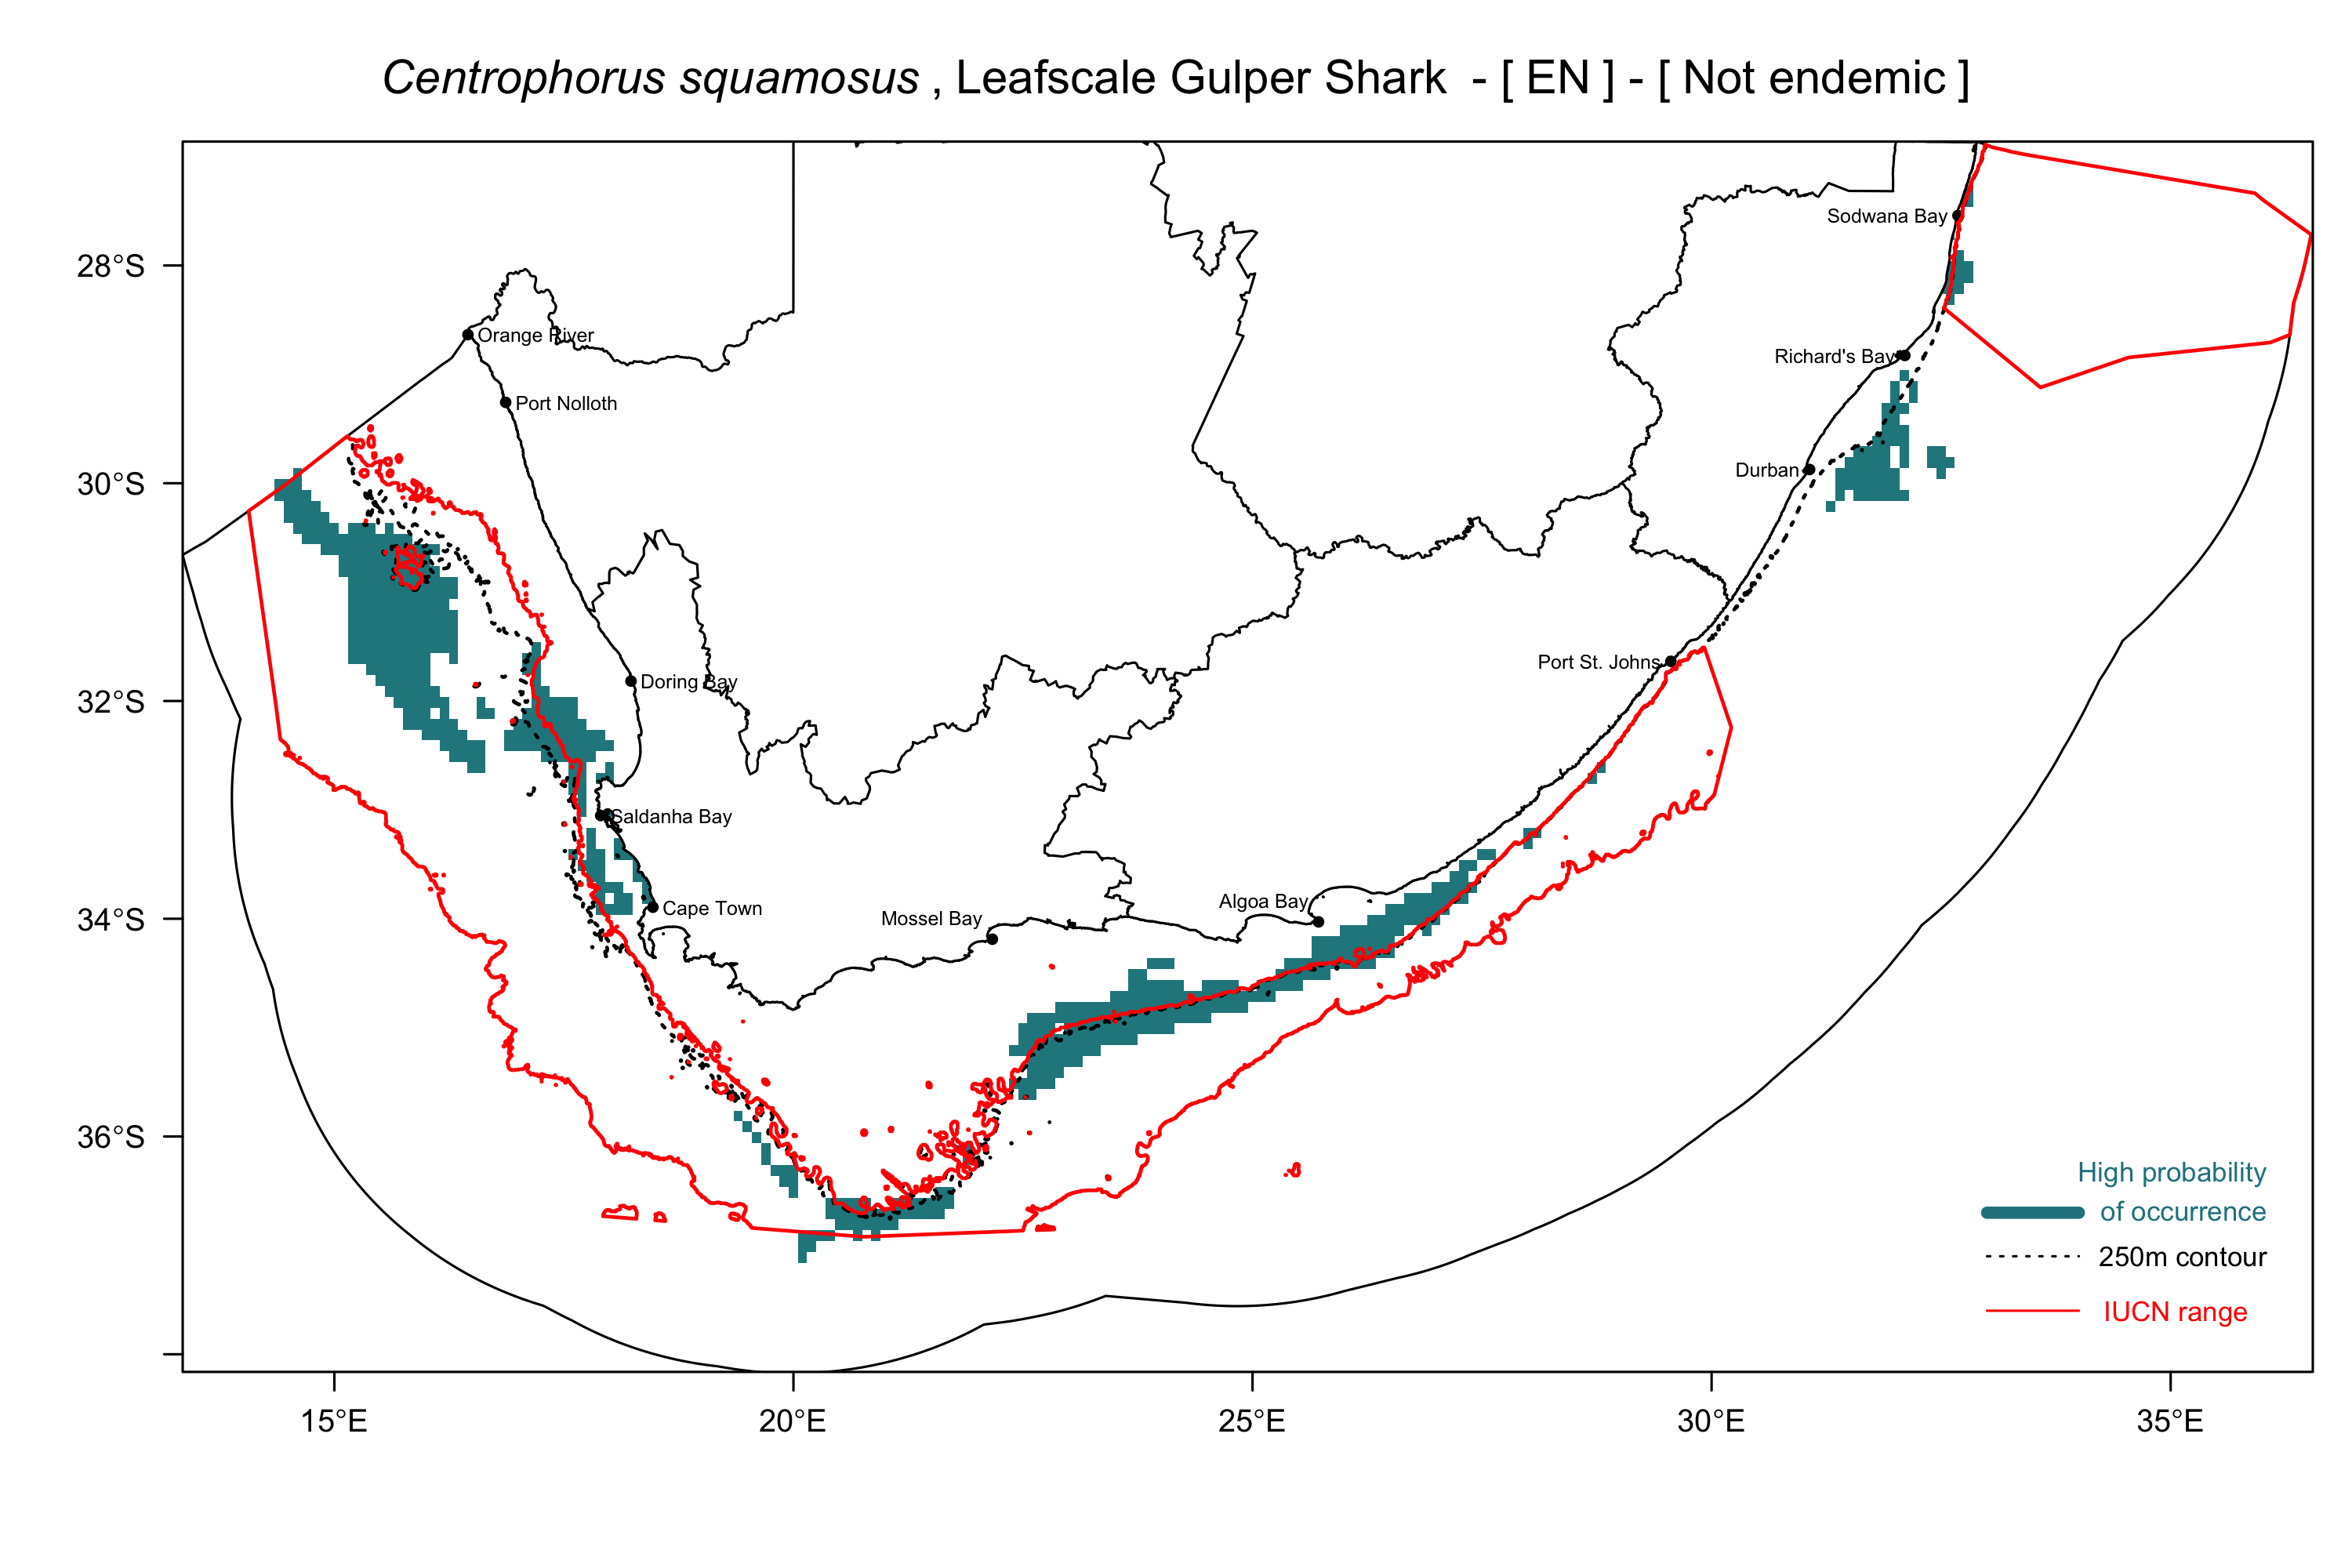 Centrophorus squamosus , Leafscale Gulper Shark - [ EN ] - [ Not endemic ]
Sodwana Bay
28°S
Orange River
Richard's Bay
Port Nolloth
Durban
30°S
Port St. Johns
Doring Bay
32°S
Saldanha Bay
Algoa Bay
Cape Town
Mossel Bay
34°S
36°S
High probability
of occurrence
250m contour
IUCN range
15°E
20°E
25°E
30°E
35°E